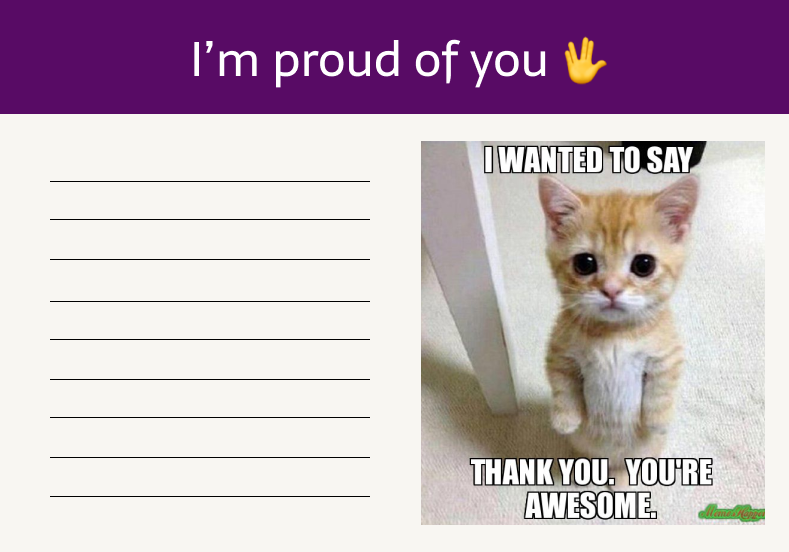 I’m proud of you 🖖
I WANTED TO SAY
THANK YOU.  YOU'RE
AWESOME.